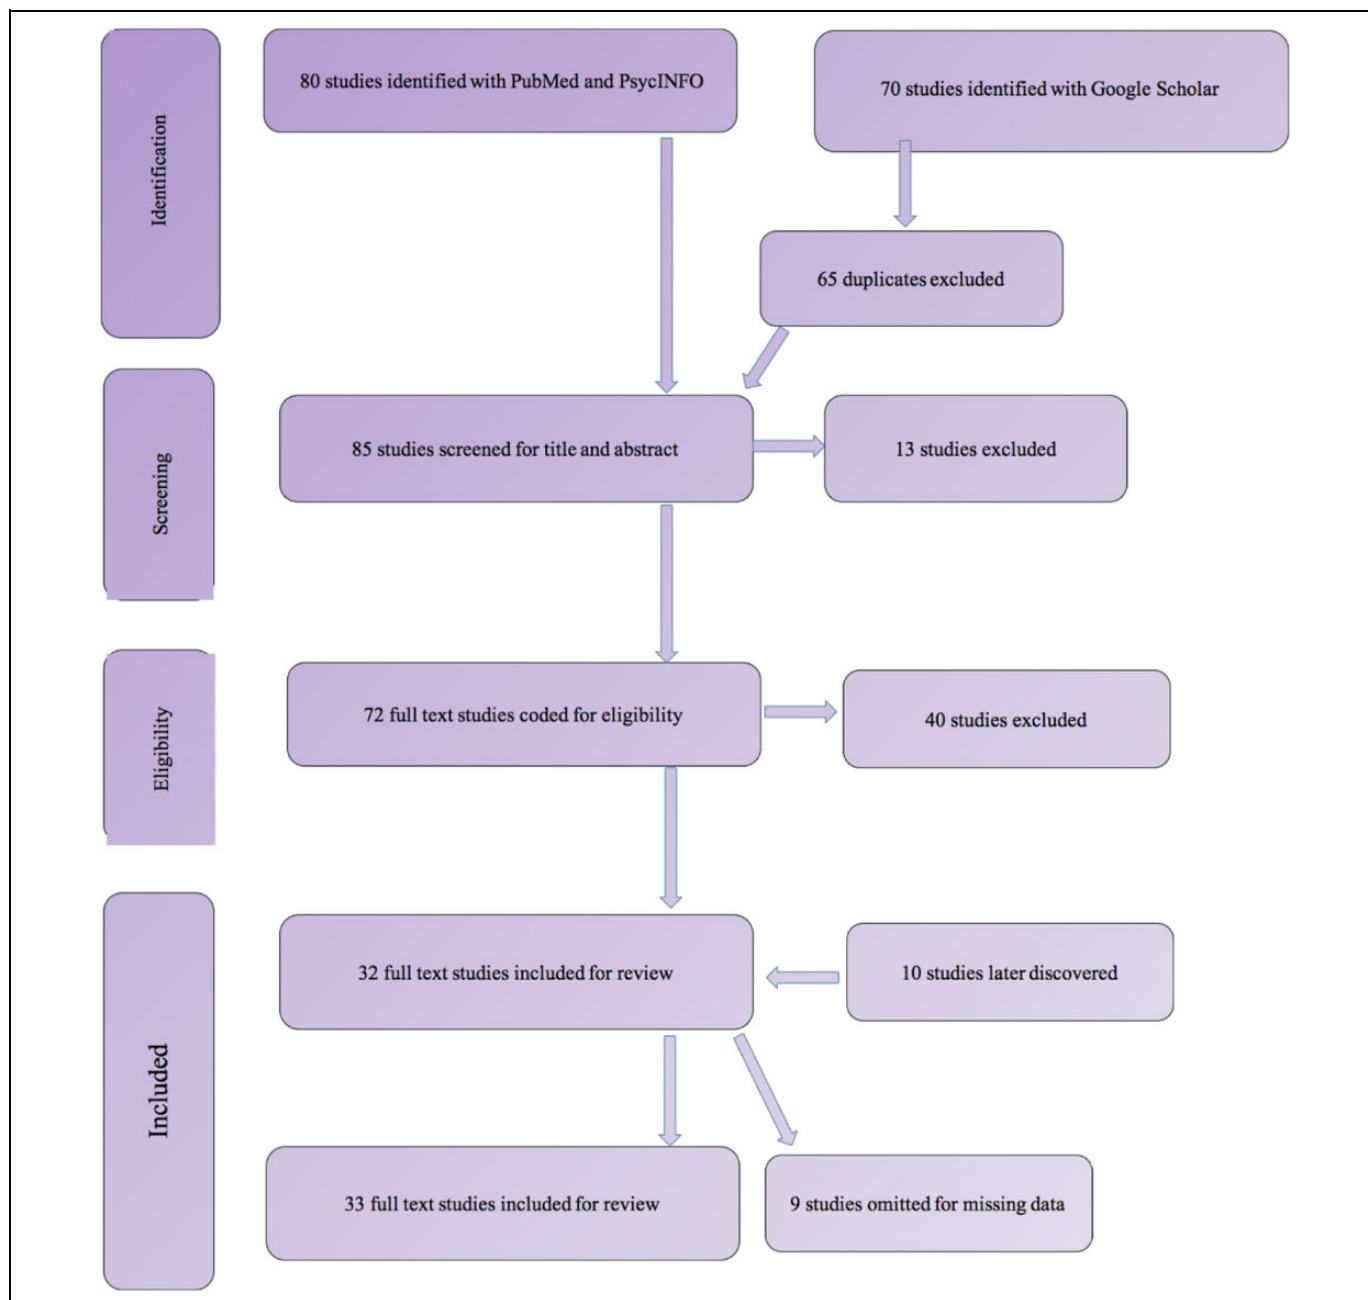 Identification
80 studies identified with PubMed and PsycINFO
70 studies identified with Google Scholar
65 duplicates excluded
Screening
85 studies screened for title and abstract
13 studies excluded
Eligibility
72 full text studies coded for eligibility
40 studies excluded
Included
32 full text studies included for review
10 studies later discovered
33 full text studies included for review
9 studies omitted for missing data